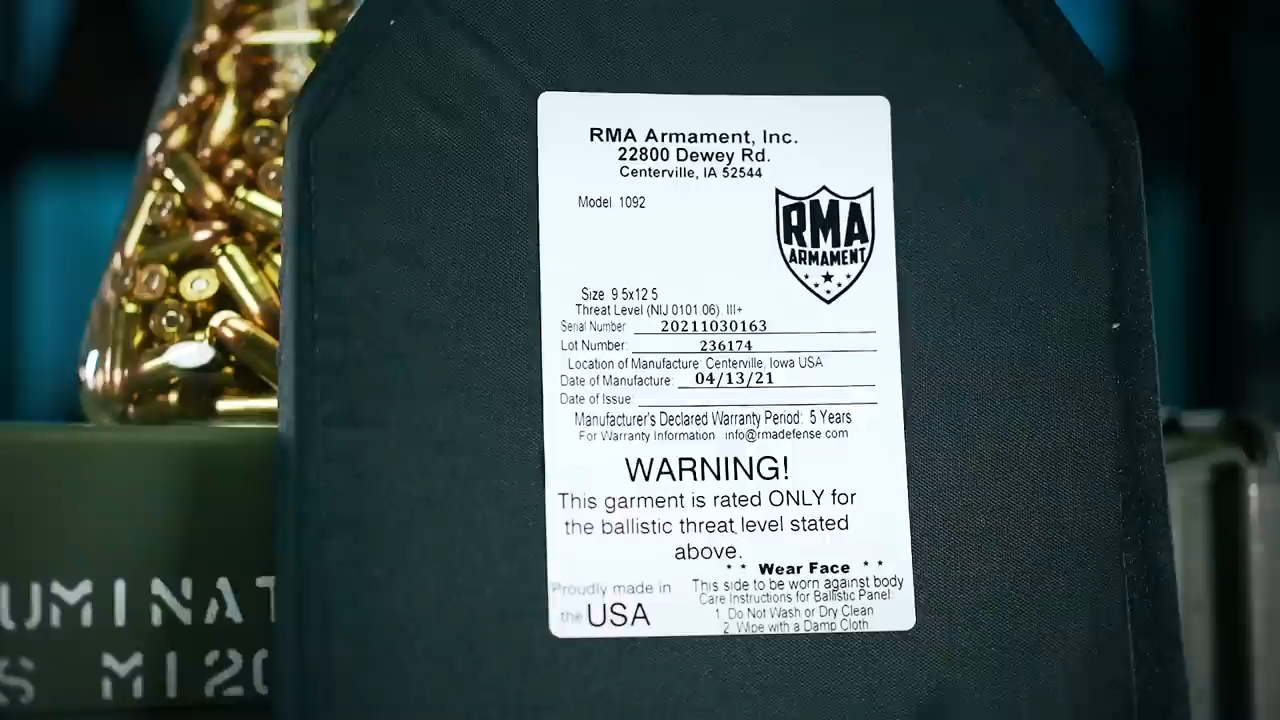 RMA Armament, Inc.
22800 Dewey Rd.
Centerville, IA 52544
Model 1092
RMA
ARMAMENT
Size 9.5x12.5
Threat Level (NIJ 0101.06) III+
Serial Number 20211030163
Lot Number: 236174
Location of Manufacture: Centerville, Iowa USA
Date of Manufacture: 04/13/21
Date of Issue:
Manufacturer's Declared Warranty Period: 5 Years
For Warranty Information info@rmadefense.com
WARNING!
This garment is rated ONLY for
the ballistic threat level stated
above.
* * Wear Face * *
Proudly made in
the USA
This side to be worn against body
Care Instructions for Ballistic Panel:
1. Do Not Wash or Dry Clean
2. Wipe with a Damp Cloth.
UMINAT
S M120